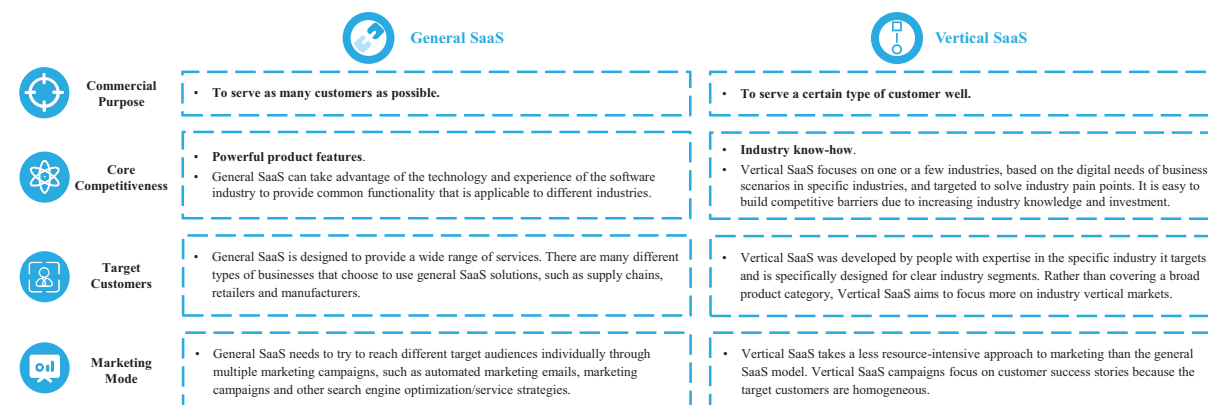 General SaaS
Vertical SaaS
Commercial
Purpose
• To serve as many customers as possible.
• To serve a certain type of customer well.
Core
Competitiveness
• Powerful product features.
• General SaaS can take advantage of the technology and experience of the software
industry to provide common functionality that is applicable to different industries.
• Industry know-how.
• Vertical SaaS focuses on one or a few industries, based on the digital needs of business
scenarios in specific industries, and targeted to solve industry pain points. It is easy to
build competitive barriers due to increasing industry knowledge and investment.
Target
Customers
• General SaaS is designed to provide a wide range of services. There are many different
types of businesses that choose to use general SaaS solutions, such as supply chains,
retailers and manufacturers.
• Vertical SaaS was developed by people with expertise in the specific industry it targets
and is specifically designed for clear industry segments. Rather than covering a broad
product category, Vertical SaaS aims to focus more on industry vertical markets.
Marketing
Mode
• General SaaS needs to try to reach different target audiences individually through
multiple marketing campaigns, such as automated marketing emails, marketing
campaigns and other search engine optimization/service strategies.
• Vertical SaaS takes a less resource-intensive approach to marketing than the general
SaaS model. Vertical SaaS campaigns focus on customer success stories because the
target customers are homogeneous.